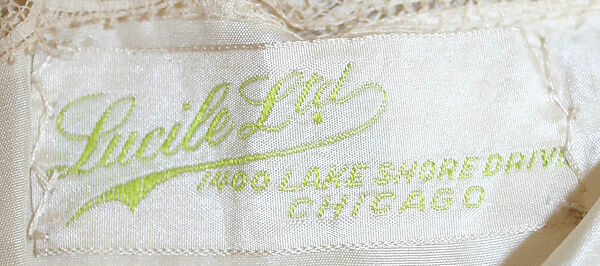 Lucile Ltd
1400 LAKE SHORE DRIVE
CHICAGO